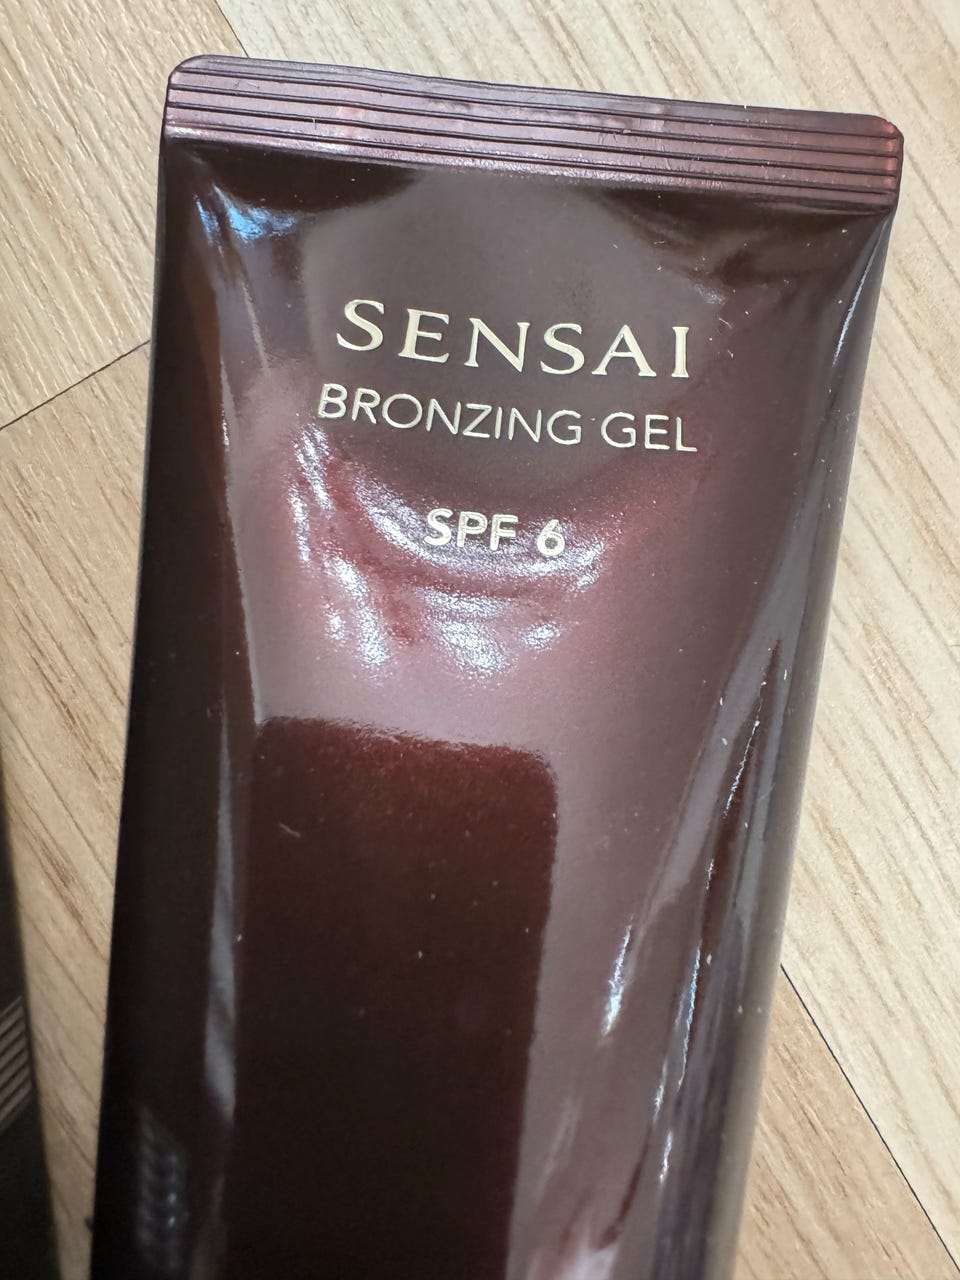 SENSAI
BRONZING GEL
SPF 6